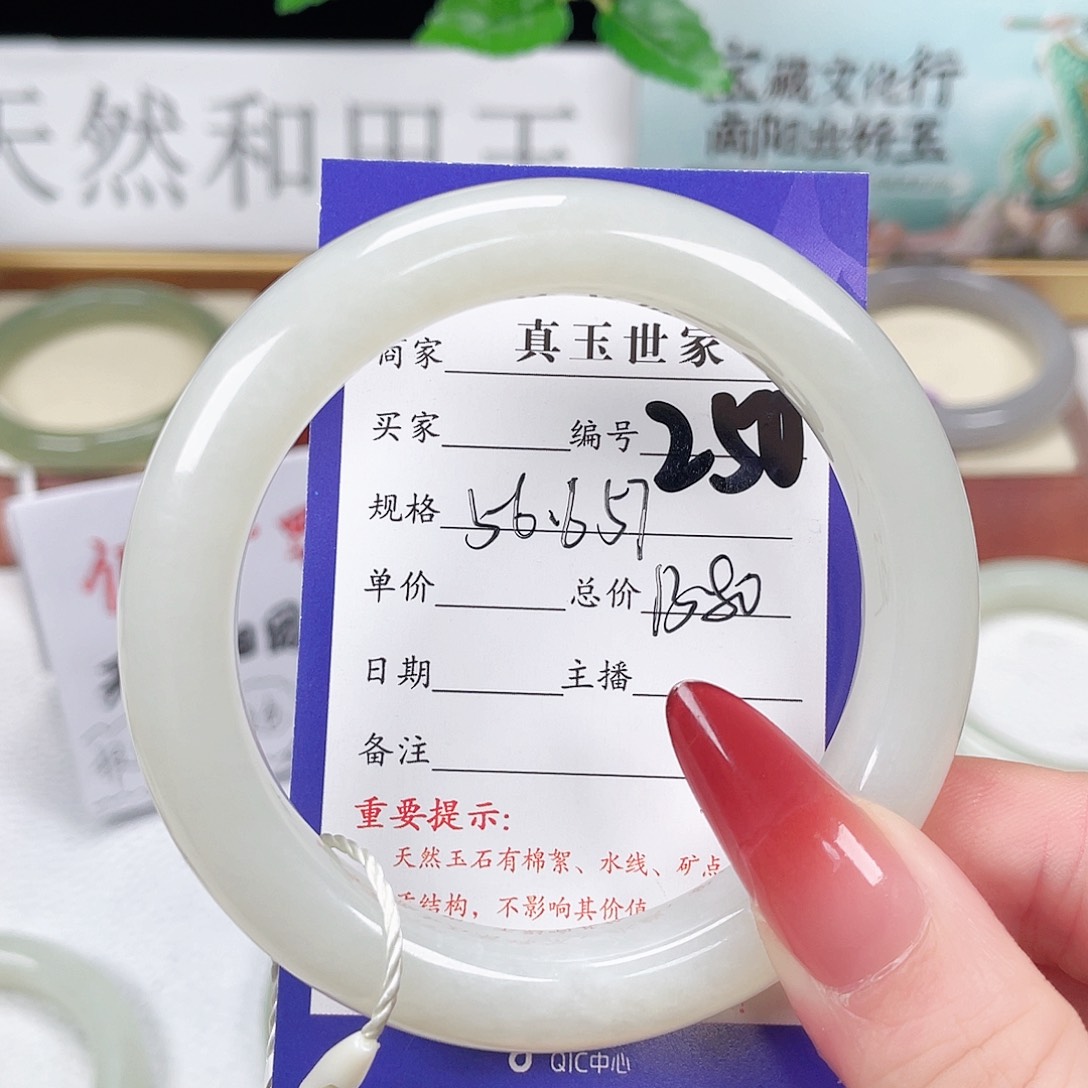 天然和田玉
宝藏文化行
南阳出好玉
商家 真玉世家
买家 编号 250
规格 56.6 57
单价 总价
日期 主播
备注
重要提示:
天然玉石有棉絮、水线、矿点
结构，不影响其价值
QIC中心